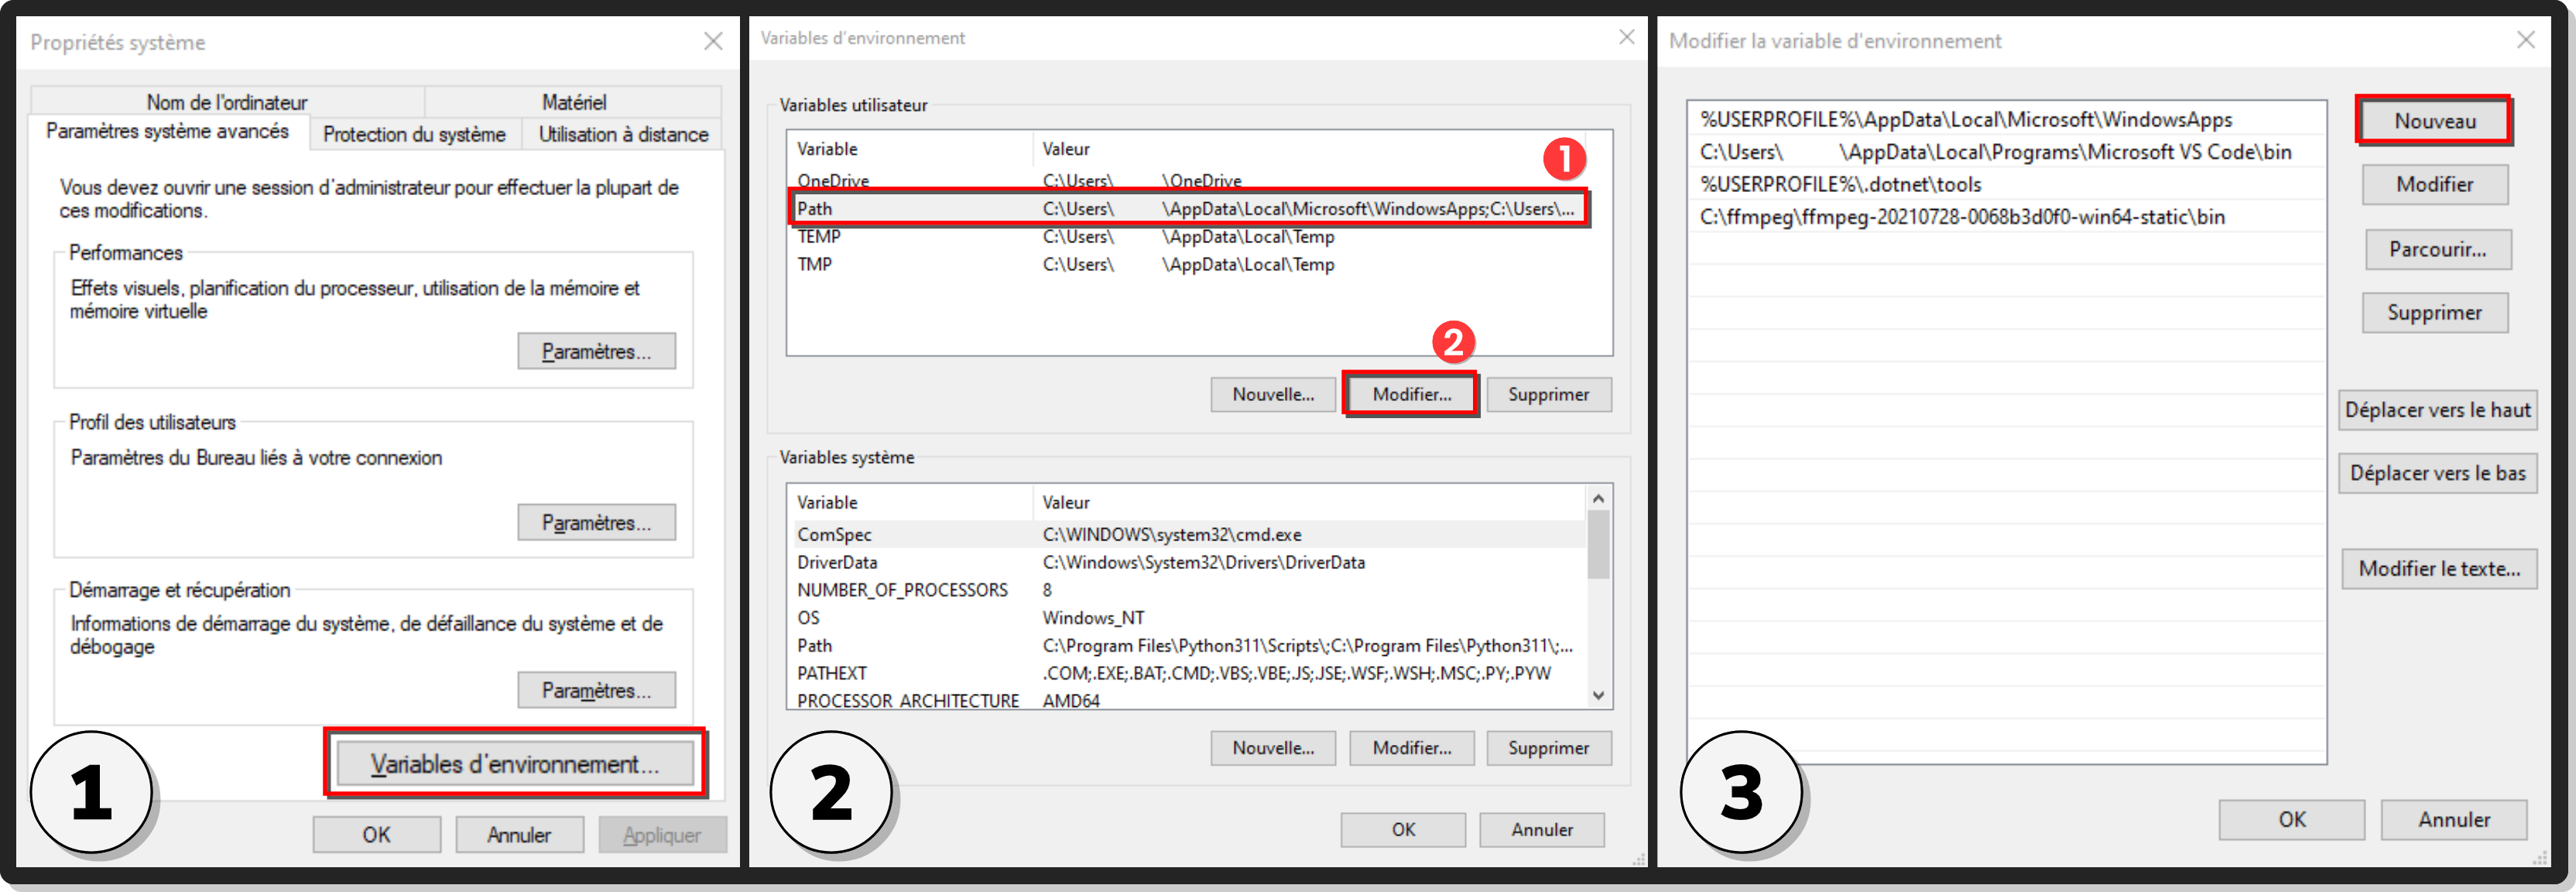 Propriétés système
Nom de l'ordinateur
Matériel
Paramètres système avancés
Protection du système
Utilisation à distance
Vous devez ouvrir une session d'administrateur pour effectuer la plupart de
ces modifications.
Performances
Effets visuels, planification du processeur, utilisation de la mémoire et
mémoire virtuelle
Paramètres...
Profil des utilisateurs
Paramètres du Bureau liés à votre connexion
Paramètres...
Démarrage et récupération
Informations de démarrage du système, de défaillance du système et de
débogage
Paramètres...
Variables d'environnement...
1
OK
Annuler
Appliquer
Variables d'environnement
Variables utilisateur
Variable Valeur
1
OneDrive C:\Users\ \OneDrive
Path C:\Users\ \AppData\Local\Microsoft\WindowsApps;C:\Users\...
TEMP C:\Users\ \AppData\Local\Temp
TMP C:\Users\ \AppData\Local\Temp
2
Nouvelle...
Modifier...
Supprimer
Variables système
Variable Valeur
ComSpec C:\WINDOWS\system32\cmd.exe
DriverData C:\Windows\System32\Drivers\DriverData
NUMBER_OF_PROCESSORS 8
OS Windows_NT
Path C:\Program Files\Python311\Scripts\;C:\Program Files\Python311\;...
PATHEXT .COM;.EXE;.BAT;.CMD;.VBS;.VBE;.JS;.JSE;.WSF;.WSH;.MSC;.PY;.PYW
PROCESSOR_ARCHITECTURE AMD64
Nouvelle...
Modifier...
Supprimer
2
OK
Annuler
Modifier la variable d'environnement
%USERPROFILE%\AppData\Local\Microsoft\WindowsApps
C:\Users\ \AppData\Local\Programs\Microsoft VS Code\bin
%USERPROFILE%\.dotnet\tools
C:\ffmpeg\ffmpeg-20210728-0068b3d0f0-win64-static\bin
Nouveau
Modifier
Parcourir...
Supprimer
Déplacer vers le haut
Déplacer vers le bas
Modifier le texte...
3
OK
Annuler